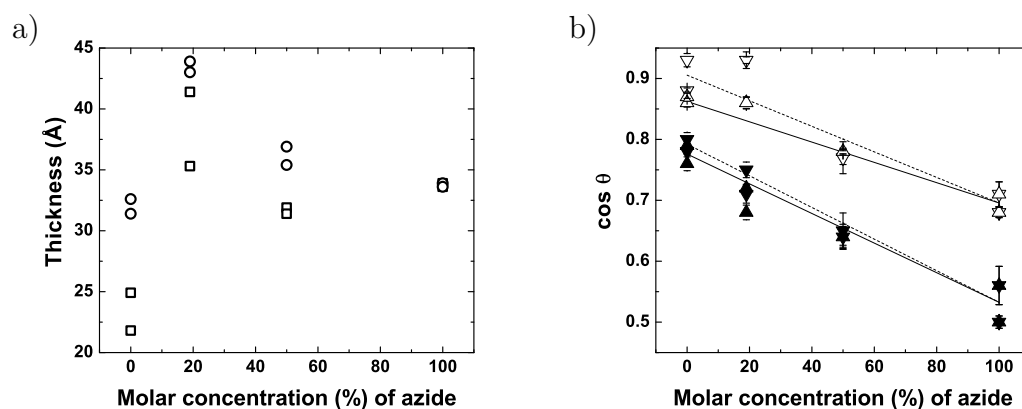 a)
Thickness (Å)
45
40
35
30
25
20
0 20 40 60 80 100
Molar concentration (%) of azide
b)
cos θ
0.9
0.8
0.7
0.6
0.5
0 20 40 60 80 100
Molar concentration (%) of azide